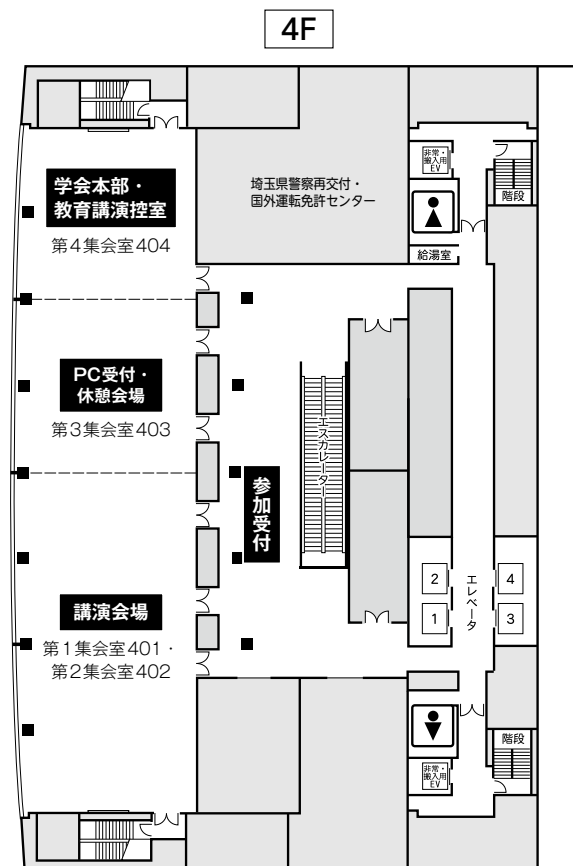 4F
非常・
搬入用
EV
階段
学会本部・
教育講演控室
第4集会室404
埼玉県警察再交付・
国外運転免許センター
給湯室
PC受付・
休憩会場
第3集会室403
エスカレーター
参加受付
講演会場
第1集会室401・
第2集会室402
2
1
エレベータ
4
3
階段
非常・
搬入用
EV